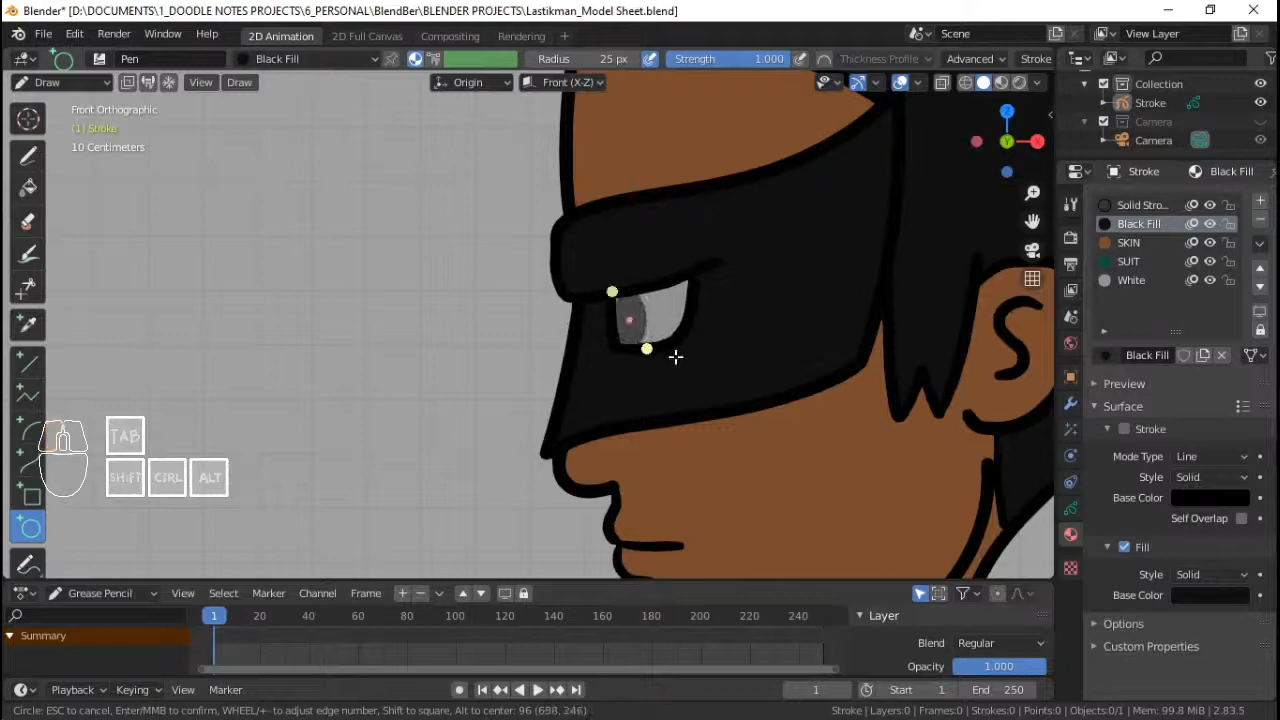 Blender* [D:\DOCUMENTS\1_DOODLE NOTES PROJECTS\6_PERSONAL\BlendBer\BLENDER PROJECTS\Lastikman_Model Sheet.blend]
File Edit Render Window Help 2D Animation 2D Full Canvas Compositing Rendering + Scene View Layer
Pen Black Fill Radius 25 px Strength 1.000 Thickness Profile Advanced Stroke
Draw View Draw Origin Front (X-Z)
Collection
Front Orthographic
(1) Stroke
Stroke
10 Centimeters
Z
Camera
Y
X
Camera
Stroke Black Fill
Solid Stro...
Black Fill
SKIN
SUIT
White
Black Fill
Preview
Surface
Stroke
TAB
Mode Type Line
SHIFT CTRL ALT
Style Solid
Base Color
Self Overlap
Fill
Style Solid
Base Color
Grease Pencil View Select Marker Channel Frame
1 20 40 60 80 100 120 140 160 180 200 220 240
Layer
Options
Summary
Blend Regular
Custom Properties
Opacity 1.000
Playback Keying View Marker 1 Start 1 End 250
Circle: ESC to cancel, Enter/MMB to confirm, WHEEL/+- to adjust edge number, Shift to square, Alt to center: 96 (698, 246)
Stroke | Layers:0 | Frames:0 | Strokes:0 | Points:0 | Objects:0/1 | Mem: 99.8 MiB | 2.83.5